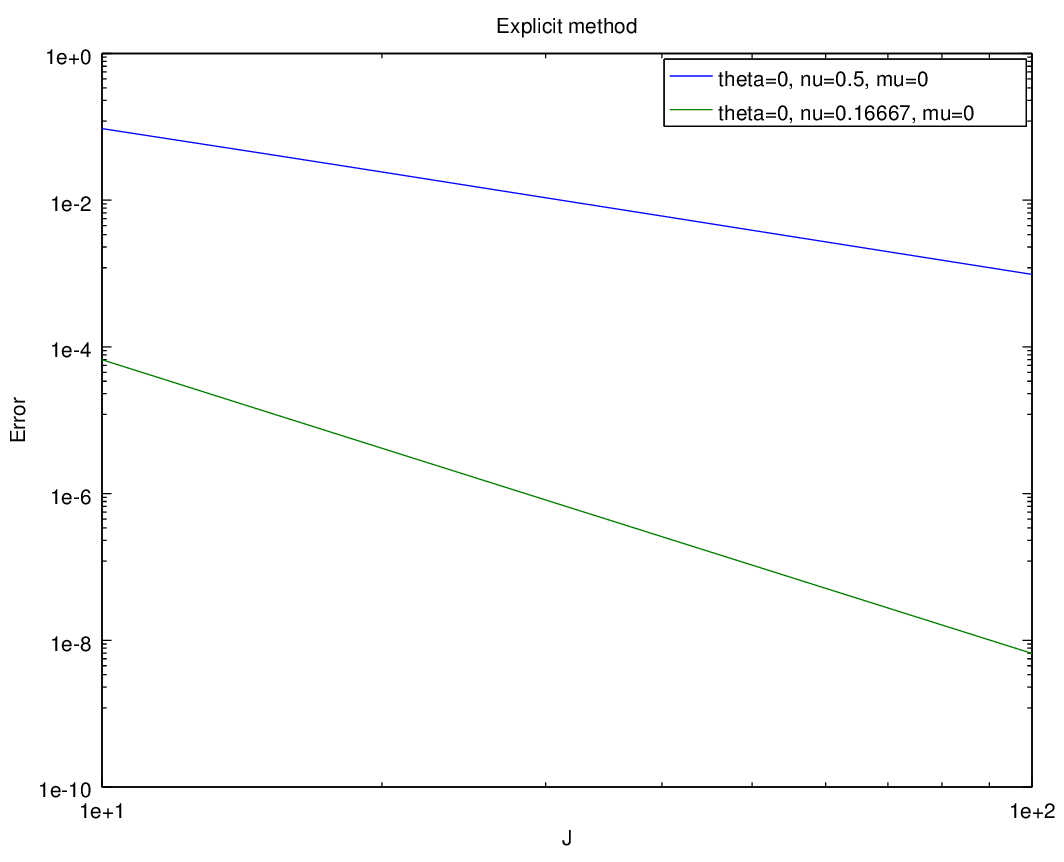 Explicit method
1e+0
theta=0, nu=0.5, mu=0
theta=0, nu=0.16667, mu=0
1e-2
1e-4
Error
1e-6
1e-8
1e-10
1e+1
1e+2
J